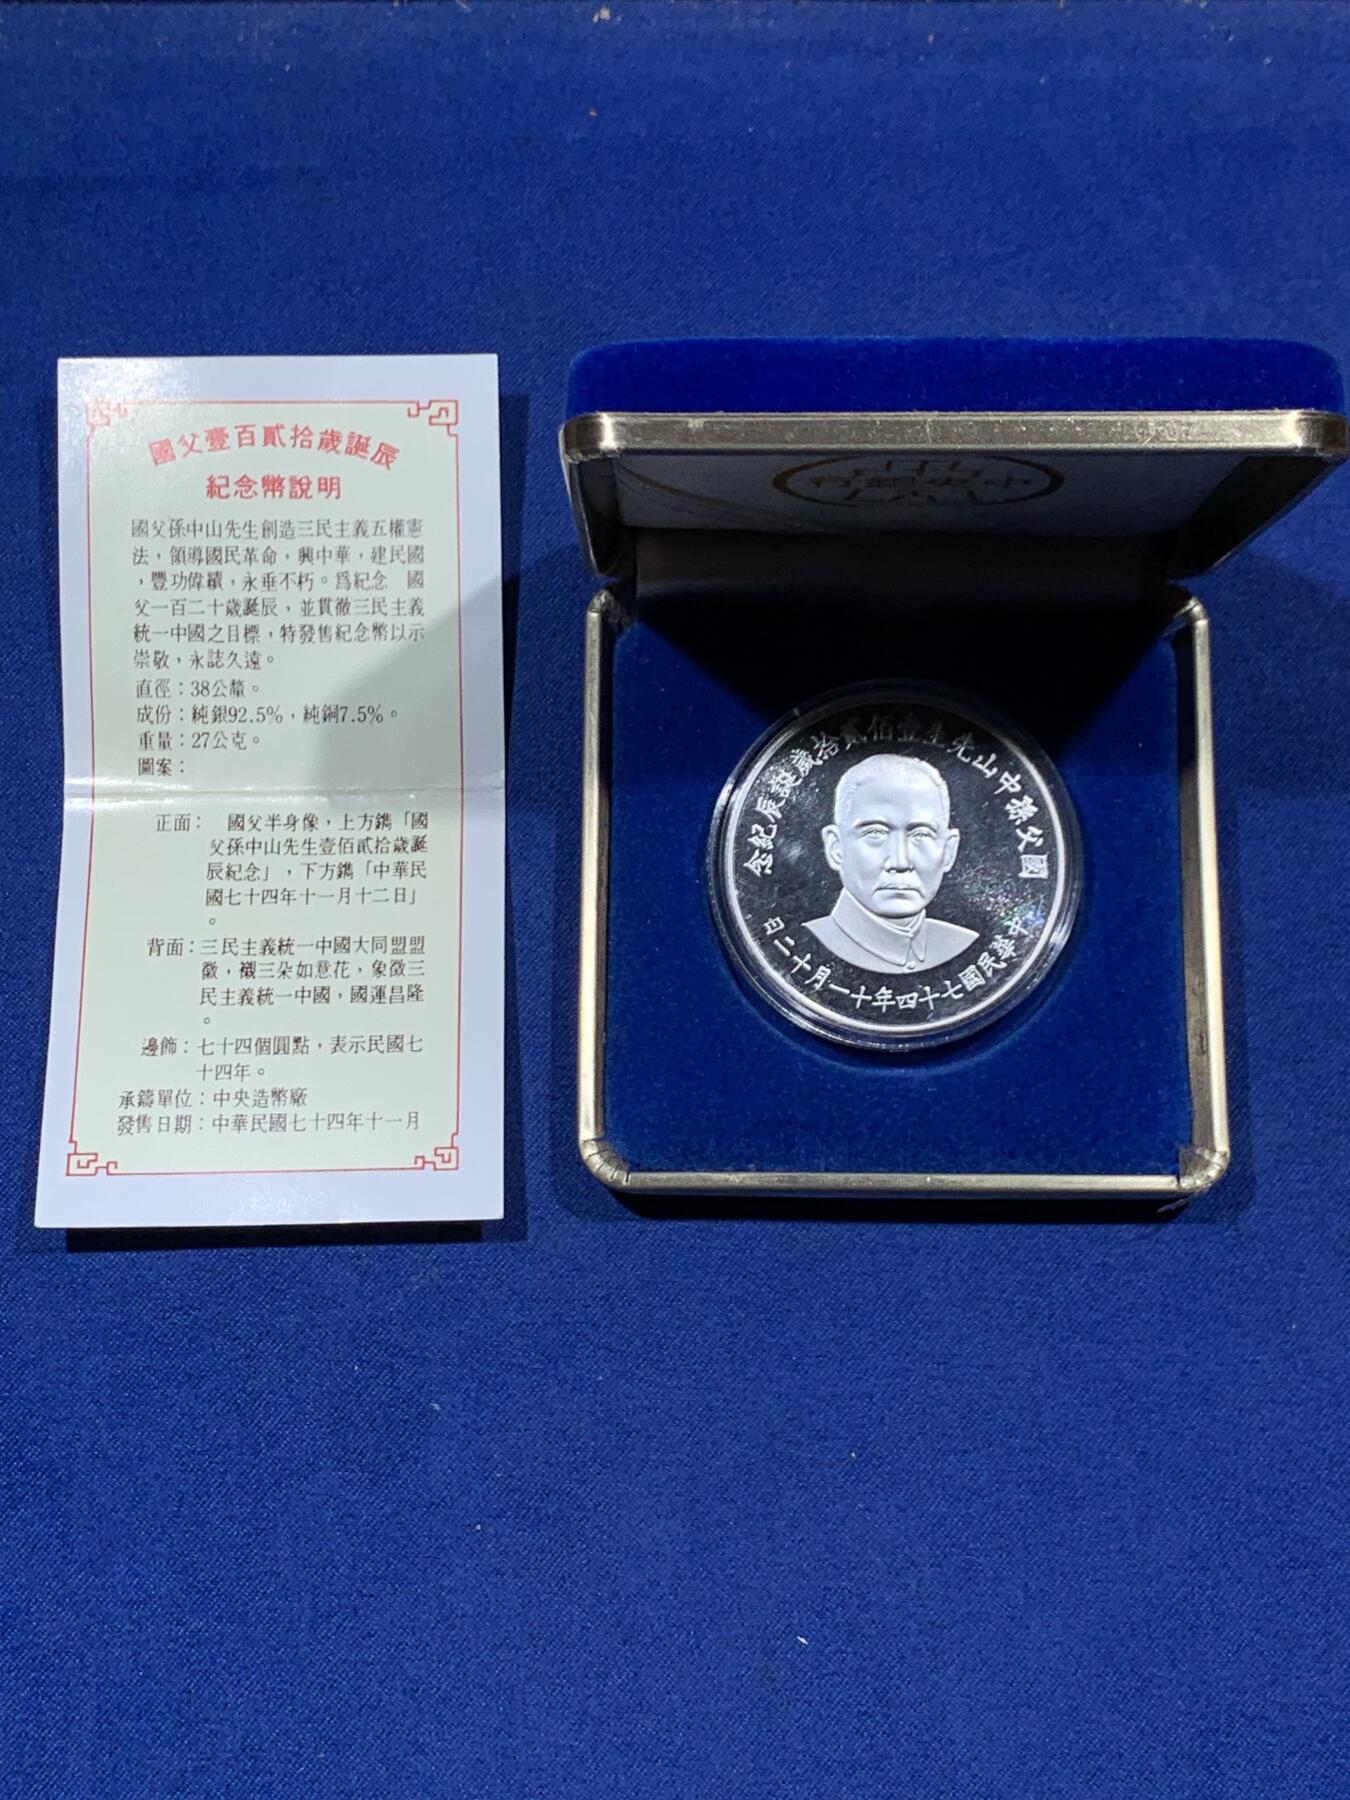 國父壹百貳拾歲誕辰
紀念幣說明
國父孫中山先生創造三民主義五權憲
法，領導國民革命，興中華，建民國
，豐功偉績，永垂不朽。爲紀念　國
父一百二十歲誕辰，並貫徹三民主義
統一中國之目標，特發售紀念幣以示
崇敬，永誌久遠。
直徑：38公釐。
成份：純銀92.5%，純銅7.5%。
重量：27公克。
圖案：
正面：　國父半身像，上方鐫「國
父孫中山先生壹佰貳拾歲誕
辰紀念」，下方鐫「中華民
國七十四年十一月十二日」
。
背面：三民主義統一中國大同盟盟
徽，襯三朵如意花，象徵三
民主義統一中國，國運昌隆
。
邊飾：七十四個圓點，表示民國七
十四年。
承鑄單位：中央造幣廠
發售日期：中華民國七十四年十一月
中央銀行
國父孫中山先生壹佰貳拾歲誕辰紀念
中華民國七十四年十一月十二日